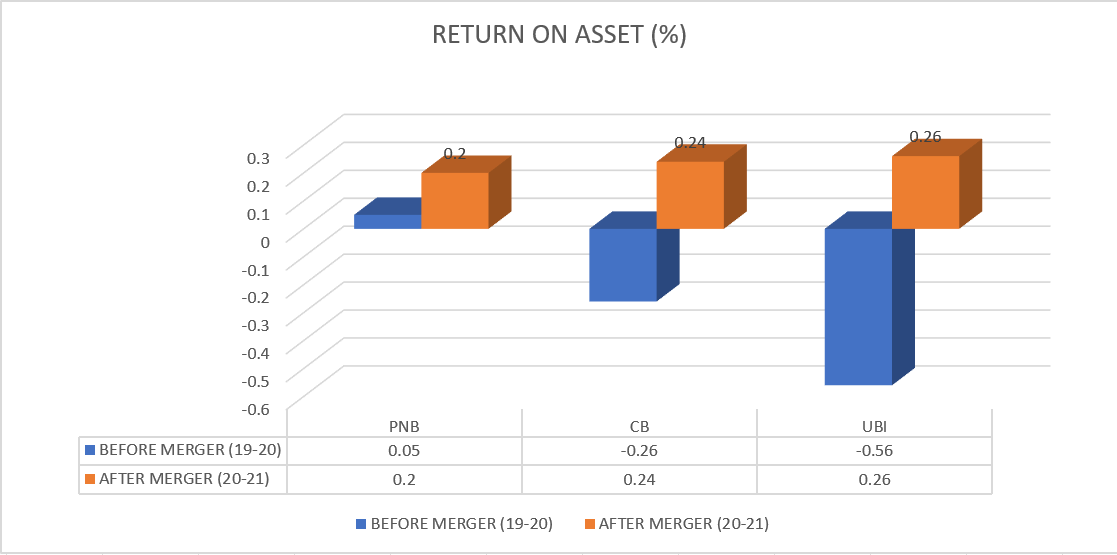 RETURN ON ASSET (%)
0.3
0.2
0.1
0
-0.1
-0.2
-0.3
-0.4
-0.5
-0.6
0.2
0.24
0.26
PNB CB UBI
BEFORE MERGER (19-20) 0.05 -0.26 -0.56
AFTER MERGER (20-21) 0.2 0.24 0.26
BEFORE MERGER (19-20) AFTER MERGER (20-21)